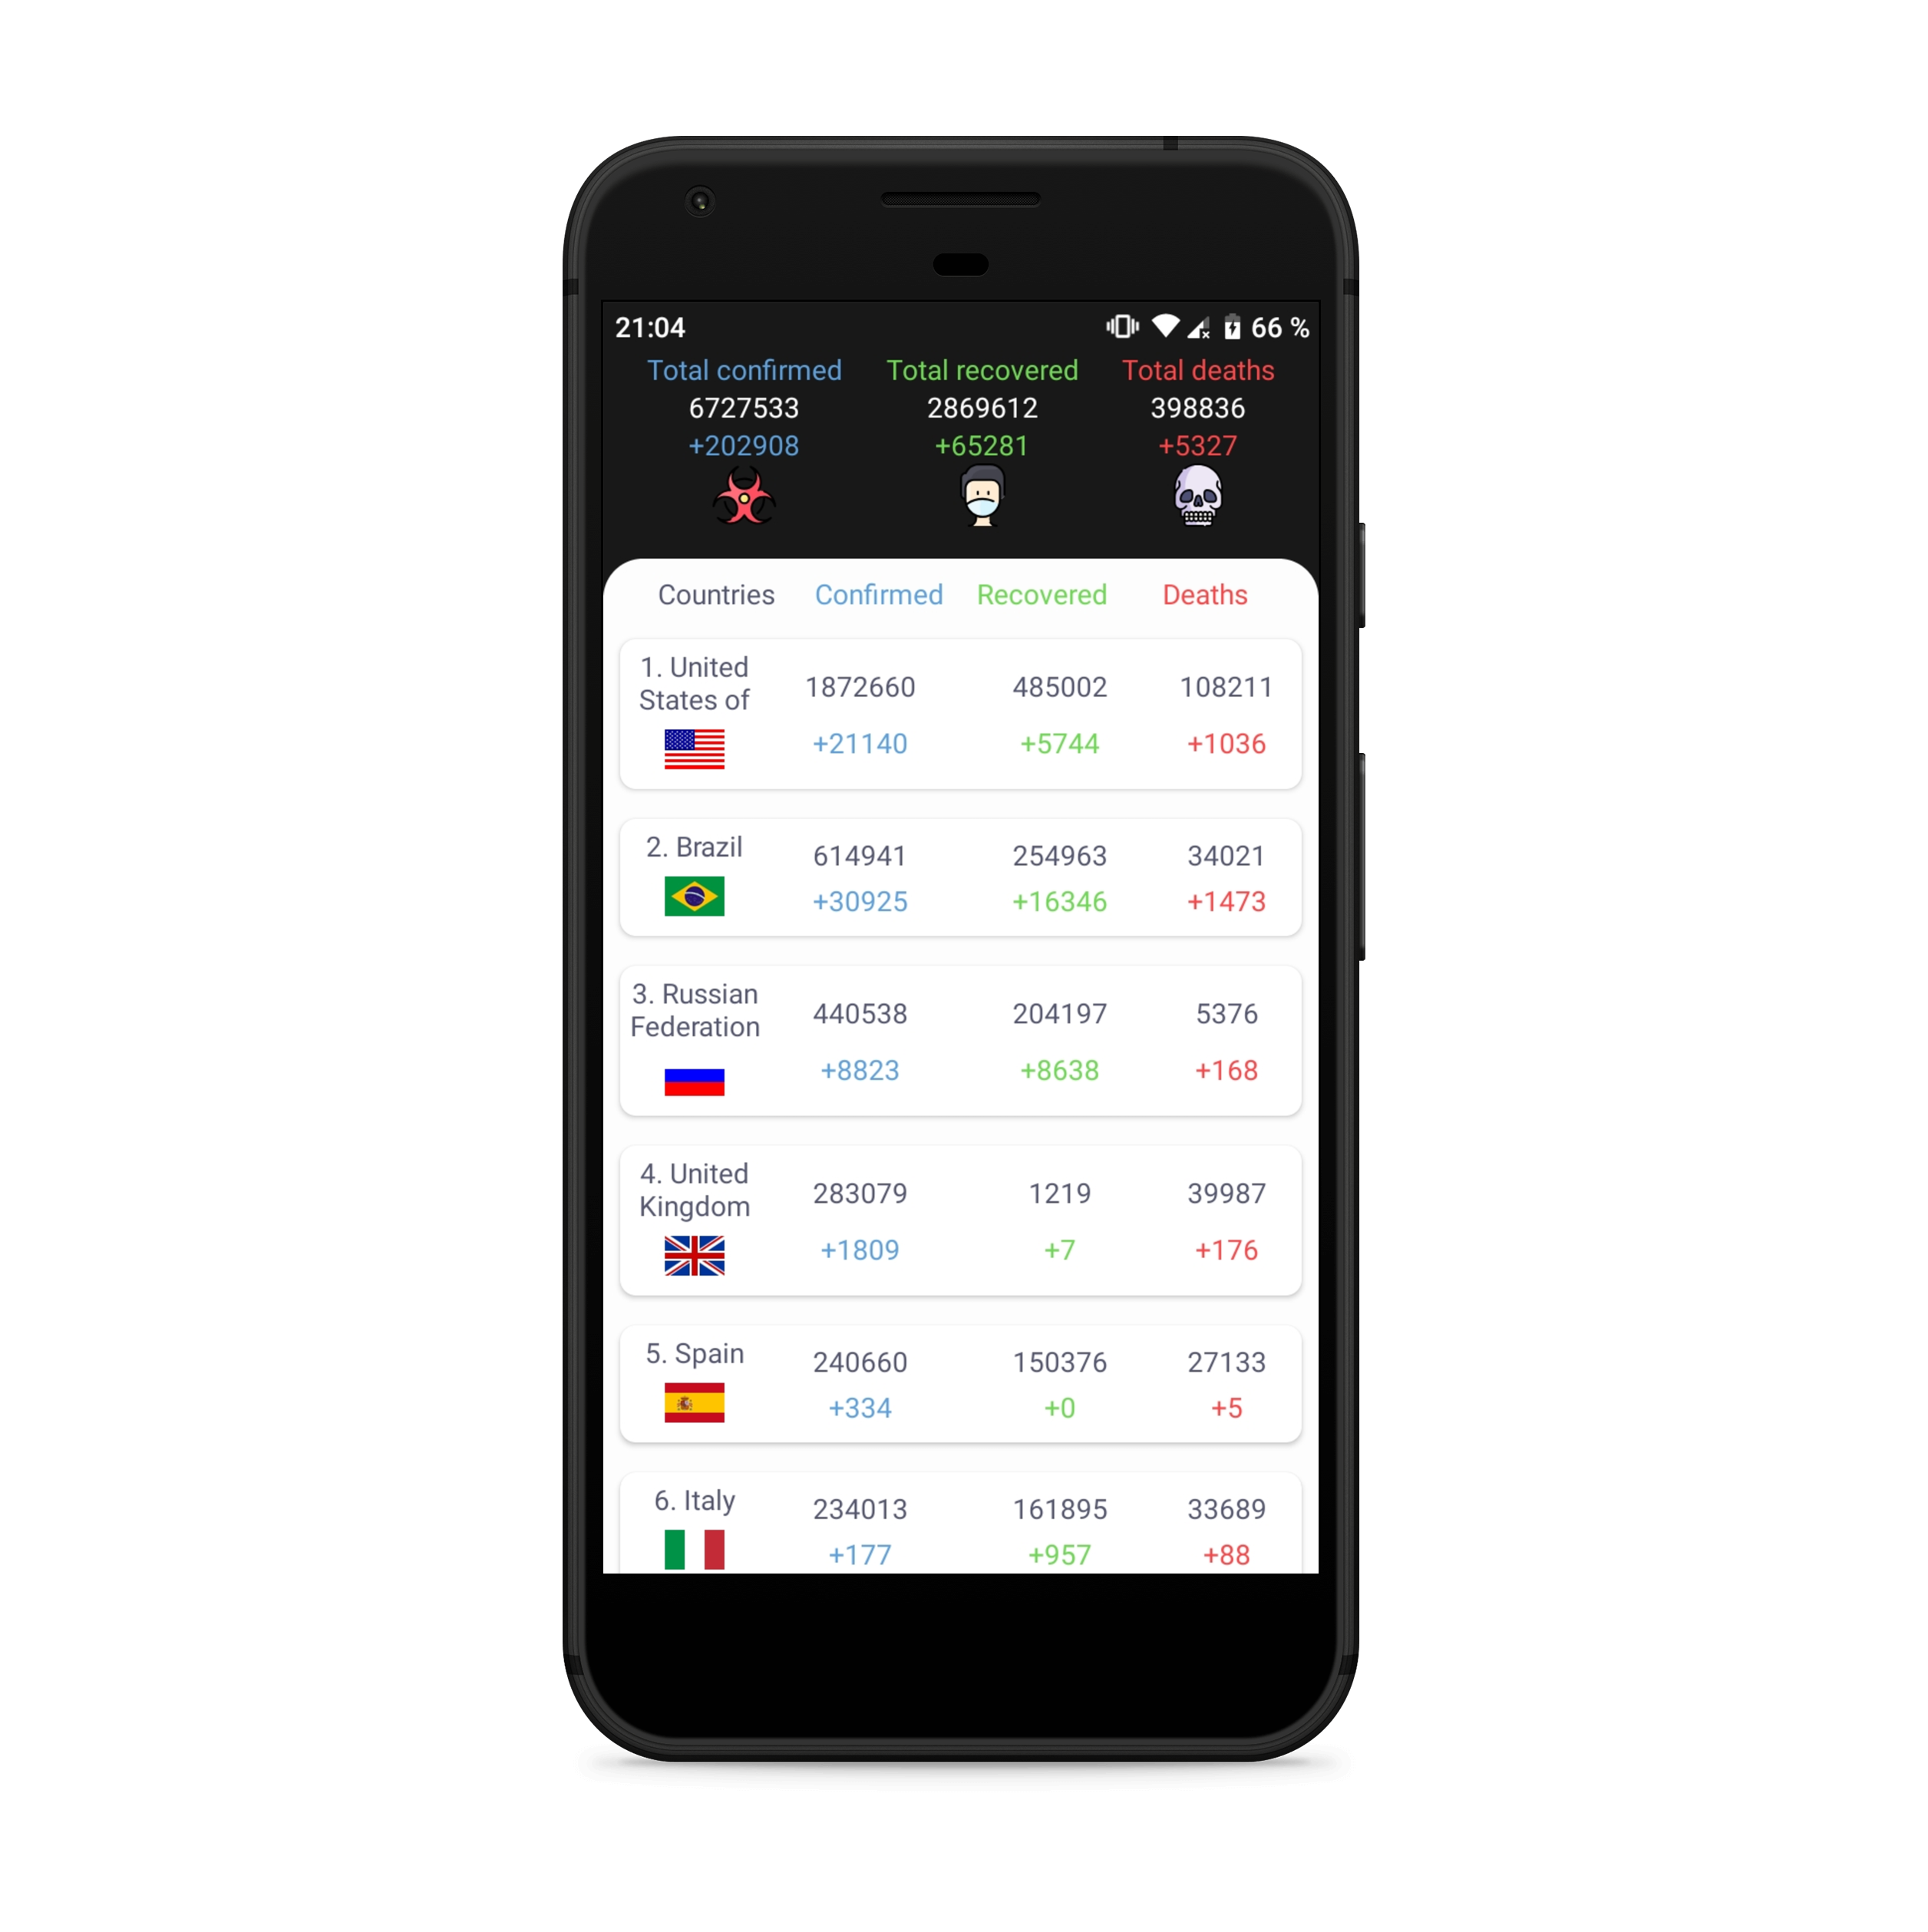 21:04 66 %
Total confirmed Total recovered Total deaths
6727533 2869612 398836
+202908 +65281 +5327
Countries Confirmed Recovered Deaths
1. United
States of
1872660 485002 108211
+21140 +5744 +1036
2. Brazil
614941 254963 34021
+30925 +16346 +1473
3. Russian
Federation
440538 204197 5376
+8823 +8638 +168
4. United
Kingdom
283079 1219 39987
+1809 +7 +176
5. Spain
240660 150376 27133
+334 +0 +5
6. Italy
234013 161895 33689
+177 +957 +88